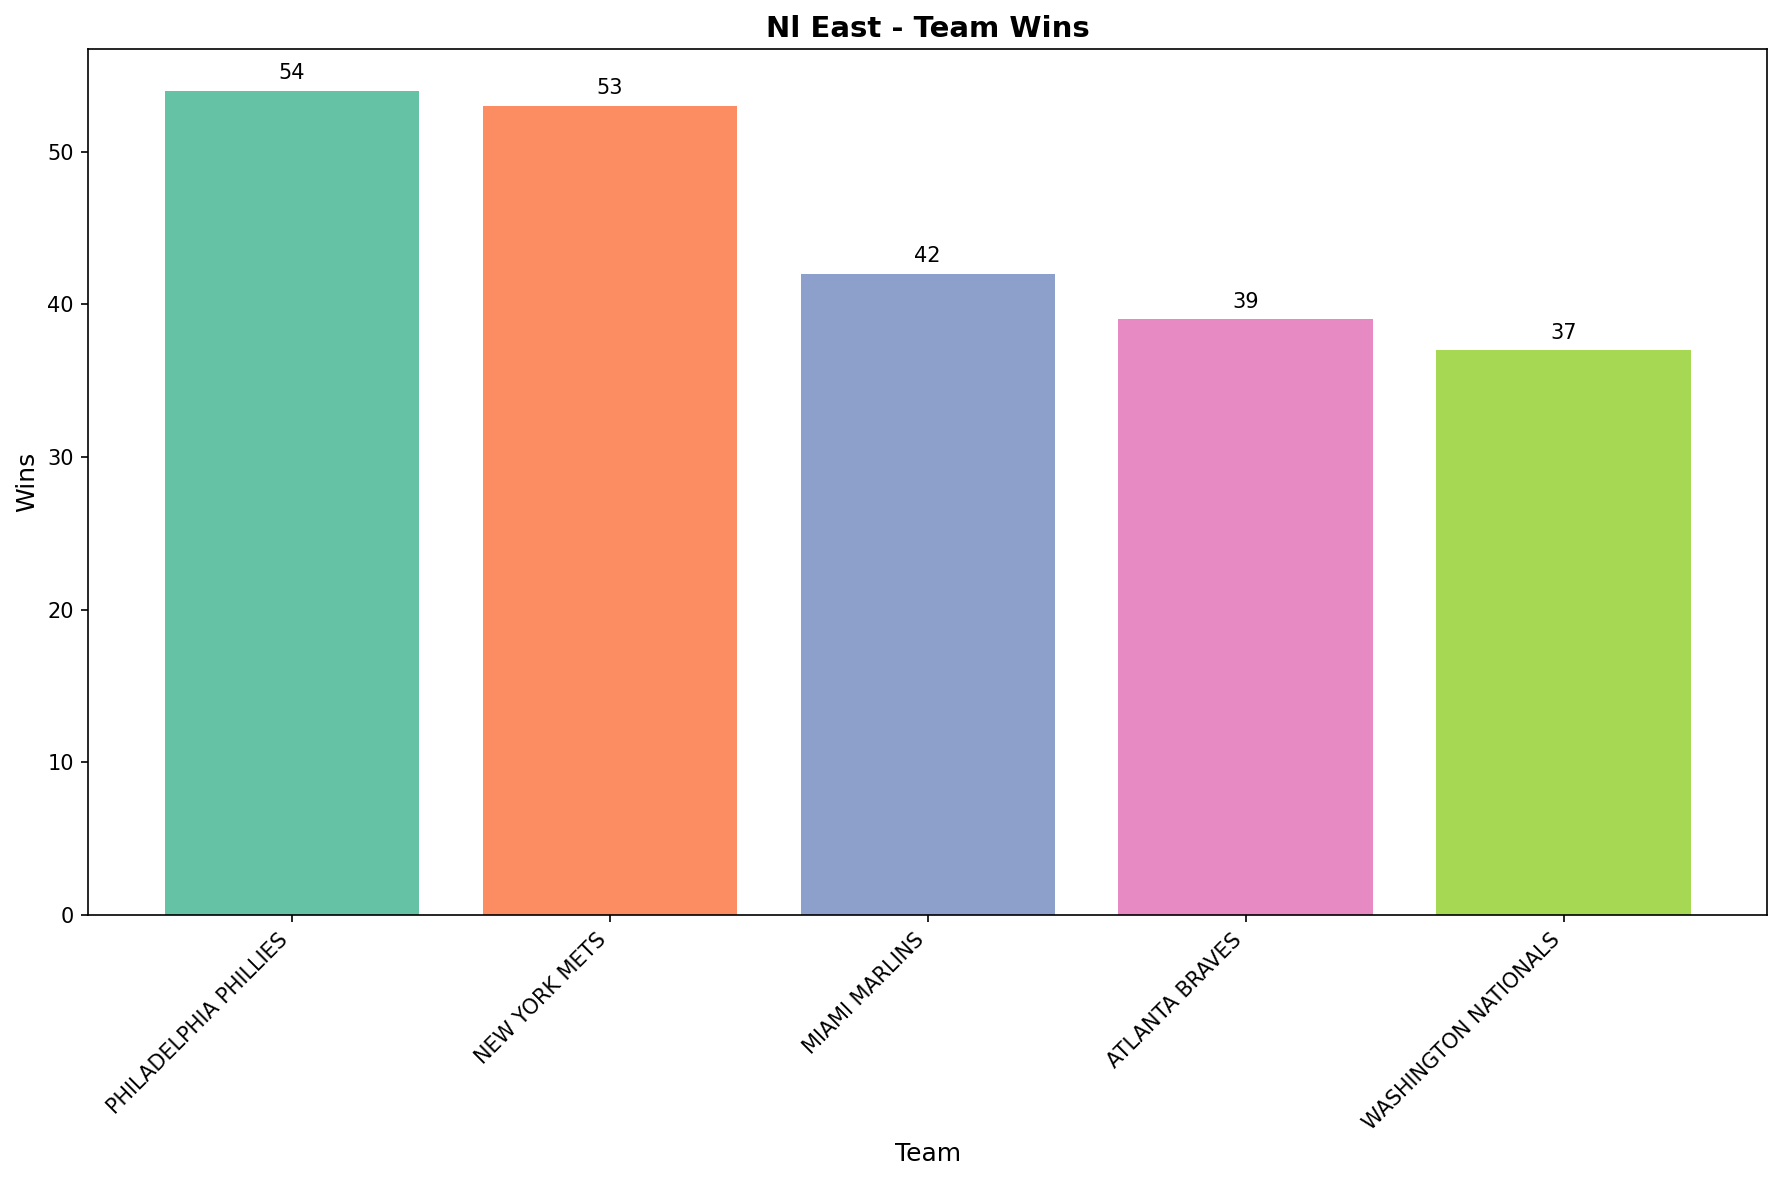 Nl East - Team Wins
54
53
42
39
37
50
40
30
20
10
0
Wins
PHILADELPHIA PHILLIES
NEW YORK METS
MIAMI MARLINS
ATLANTA BRAVES
WASHINGTON NATIONALS
Team